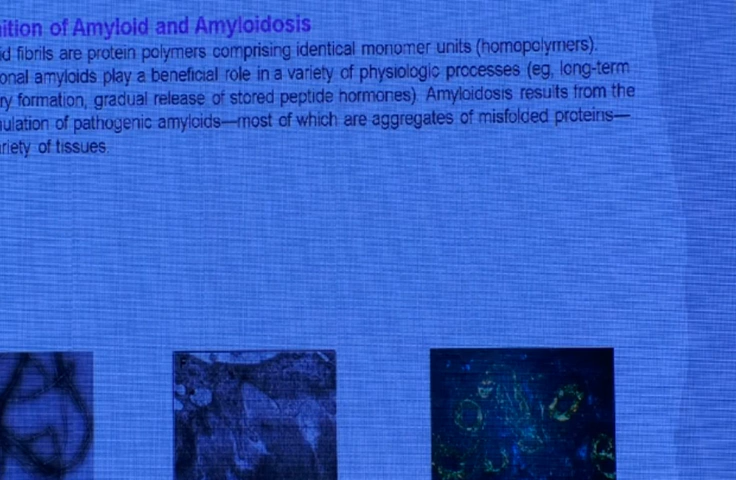 ition of Amyloid and Amyloidosis
id fibrils are protein polymers comprising identical monomer units (homopolymers).
onal amyloids play a beneficial role in a variety of physiologic processes (eg, long-term
ry formation, gradual release of stored peptide hormones). Amyloidosis results from the
ulation of pathogenic amyloids—most of which are aggregates of misfolded proteins—
riety of tissues.